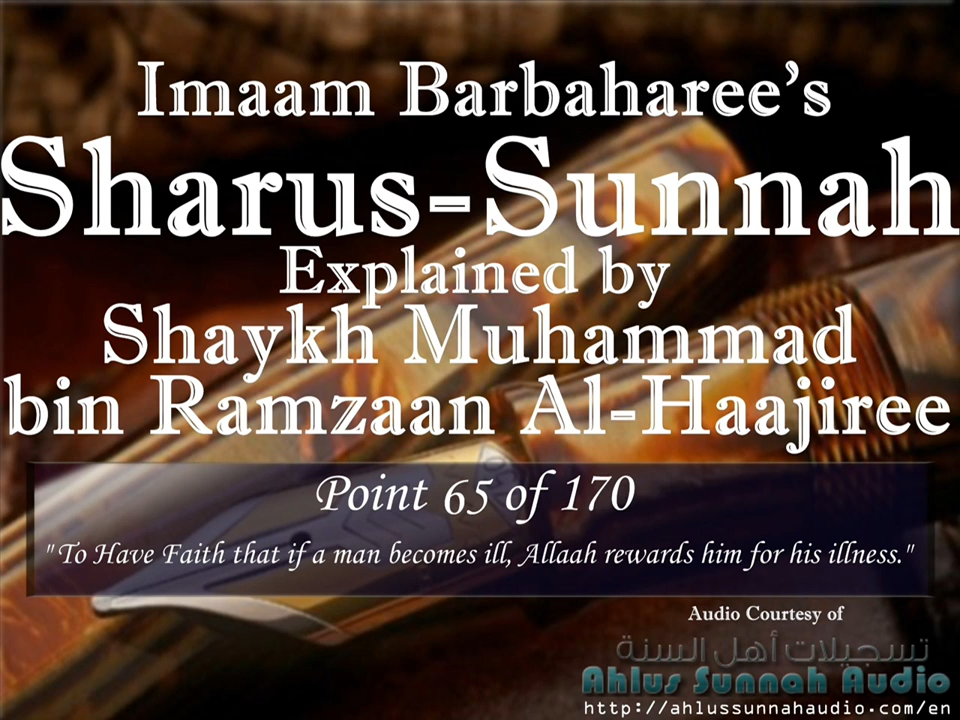 Imaam Barbaharee's
Sharus-Sunnah
Explained by
Shaykh Muhammad
bin Ramzaan Al-Haajiree
Point 65 of 170
"To Have Faith that if a man becomes ill, Allaah rewards him for his illness."
Audio Courtesy of
تسجيلات أهل السنة
Ahlus Sunnah Audio
http://ahlussunnahaudio.com/en